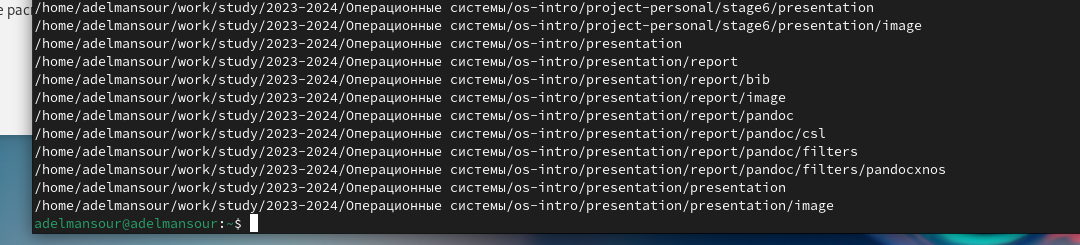 /home/adelmansour/work/study/2023-2024/Операционные системы/os-intro/project-personal/stage6/presentation
/home/adelmansour/work/study/2023-2024/Операционные системы/os-intro/project-personal/stage6/presentation/image
/home/adelmansour/work/study/2023-2024/Операционные системы/os-intro/presentation
/home/adelmansour/work/study/2023-2024/Операционные системы/os-intro/presentation/report
/home/adelmansour/work/study/2023-2024/Операционные системы/os-intro/presentation/report/bib
/home/adelmansour/work/study/2023-2024/Операционные системы/os-intro/presentation/report/image
/home/adelmansour/work/study/2023-2024/Операционные системы/os-intro/presentation/report/pandoc
/home/adelmansour/work/study/2023-2024/Операционные системы/os-intro/presentation/report/pandoc/csl
/home/adelmansour/work/study/2023-2024/Операционные системы/os-intro/presentation/report/pandoc/filters
/home/adelmansour/work/study/2023-2024/Операционные системы/os-intro/presentation/report/pandoc/filters/pandocxnos
/home/adelmansour/work/study/2023-2024/Операционные системы/os-intro/presentation/presentation
/home/adelmansour/work/study/2023-2024/Операционные системы/os-intro/presentation/presentation/image
adelmansour@adelmansour:~$